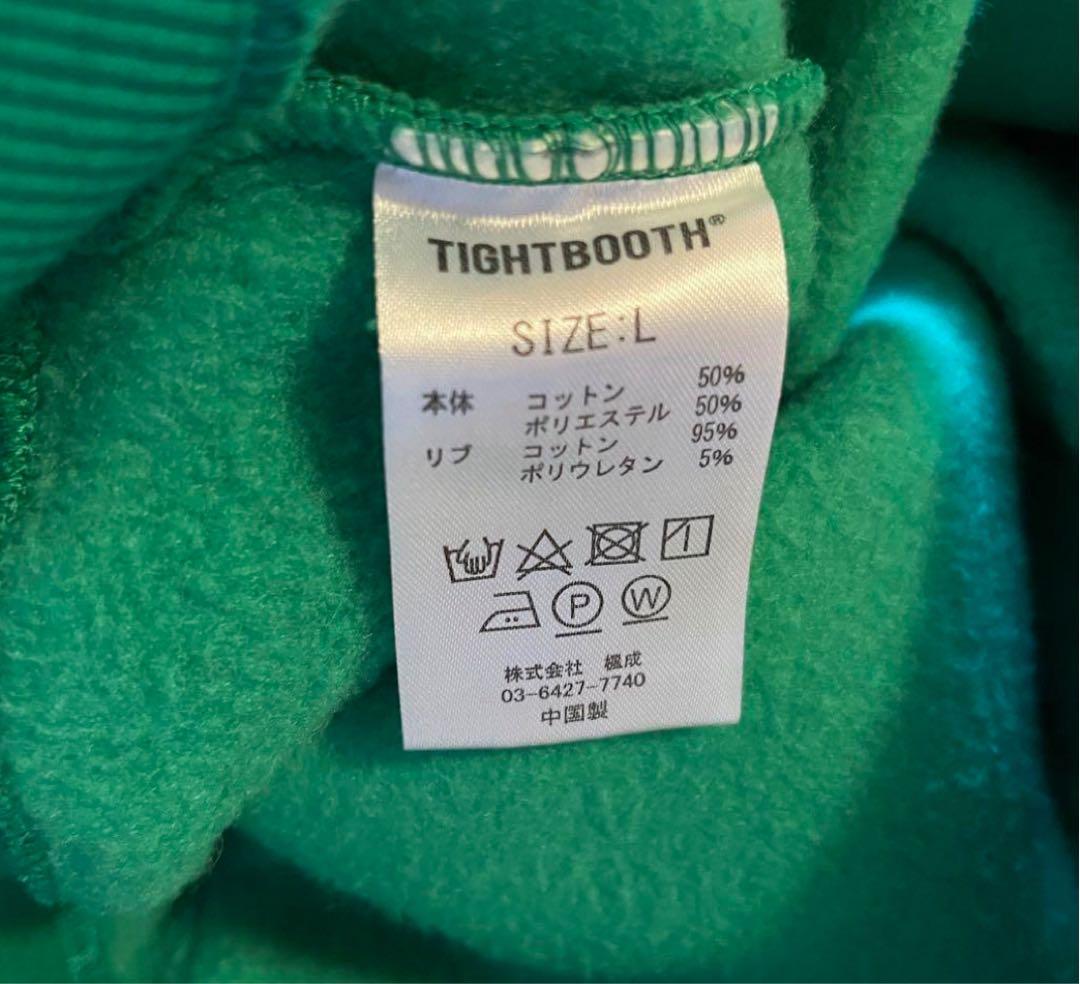 TIGHTBOOTH®
SIZE:L
本体 コットン 50%
ポリエステル 50%
リブ コットン 95%
ポリウレタン 5%
P W
株式会社 楓成
03-6427-7740
中国製